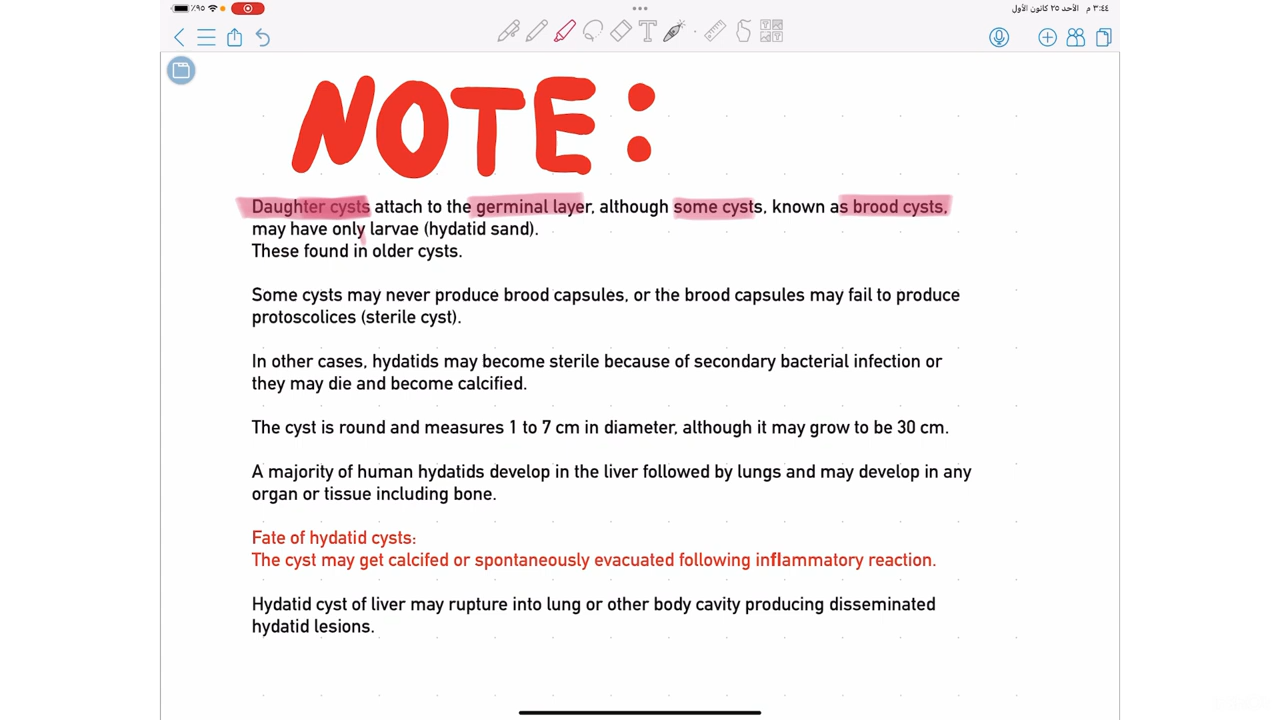 ٪٩٥ ٣:٤٤ م الأحد ٢٥ كانون الأول
NOTE:
Daughter cysts attach to the germinal layer, although some cysts, known as brood cysts,
may have only larvae (hydatid sand).
These found in older cysts.
Some cysts may never produce brood capsules, or the brood capsules may fail to produce
protoscolices (sterile cyst).
In other cases, hydatids may become sterile because of secondary bacterial infection or
they may die and become calcified.
The cyst is round and measures 1 to 7 cm in diameter, although it may grow to be 30 cm.
A majority of human hydatids develop in the liver followed by lungs and may develop in any
organ or tissue including bone.
Fate of hydatid cysts:
The cyst may get calcifed or spontaneously evacuated following inflammatory reaction.
Hydatid cyst of liver may rupture into lung or other body cavity producing disseminated
hydatid lesions.